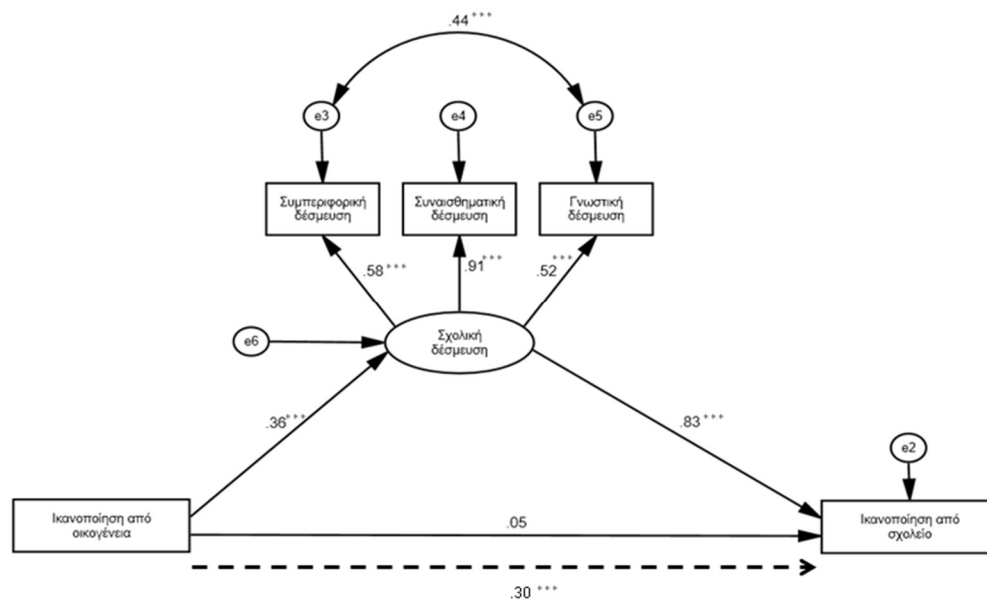 .44***
e3
e4
e5
Συμπεριφορική
δέσμευση
Συναισθηματική
δέσμευση
Γνωστική
δέσμευση
.58***
.91***
.52***
e6
Σχολική
δέσμευση
.36***
.83***
e2
Ικανοποίηση από
οικογένεια
.05
Ικανοποίηση από
σχολείο
.30 ***